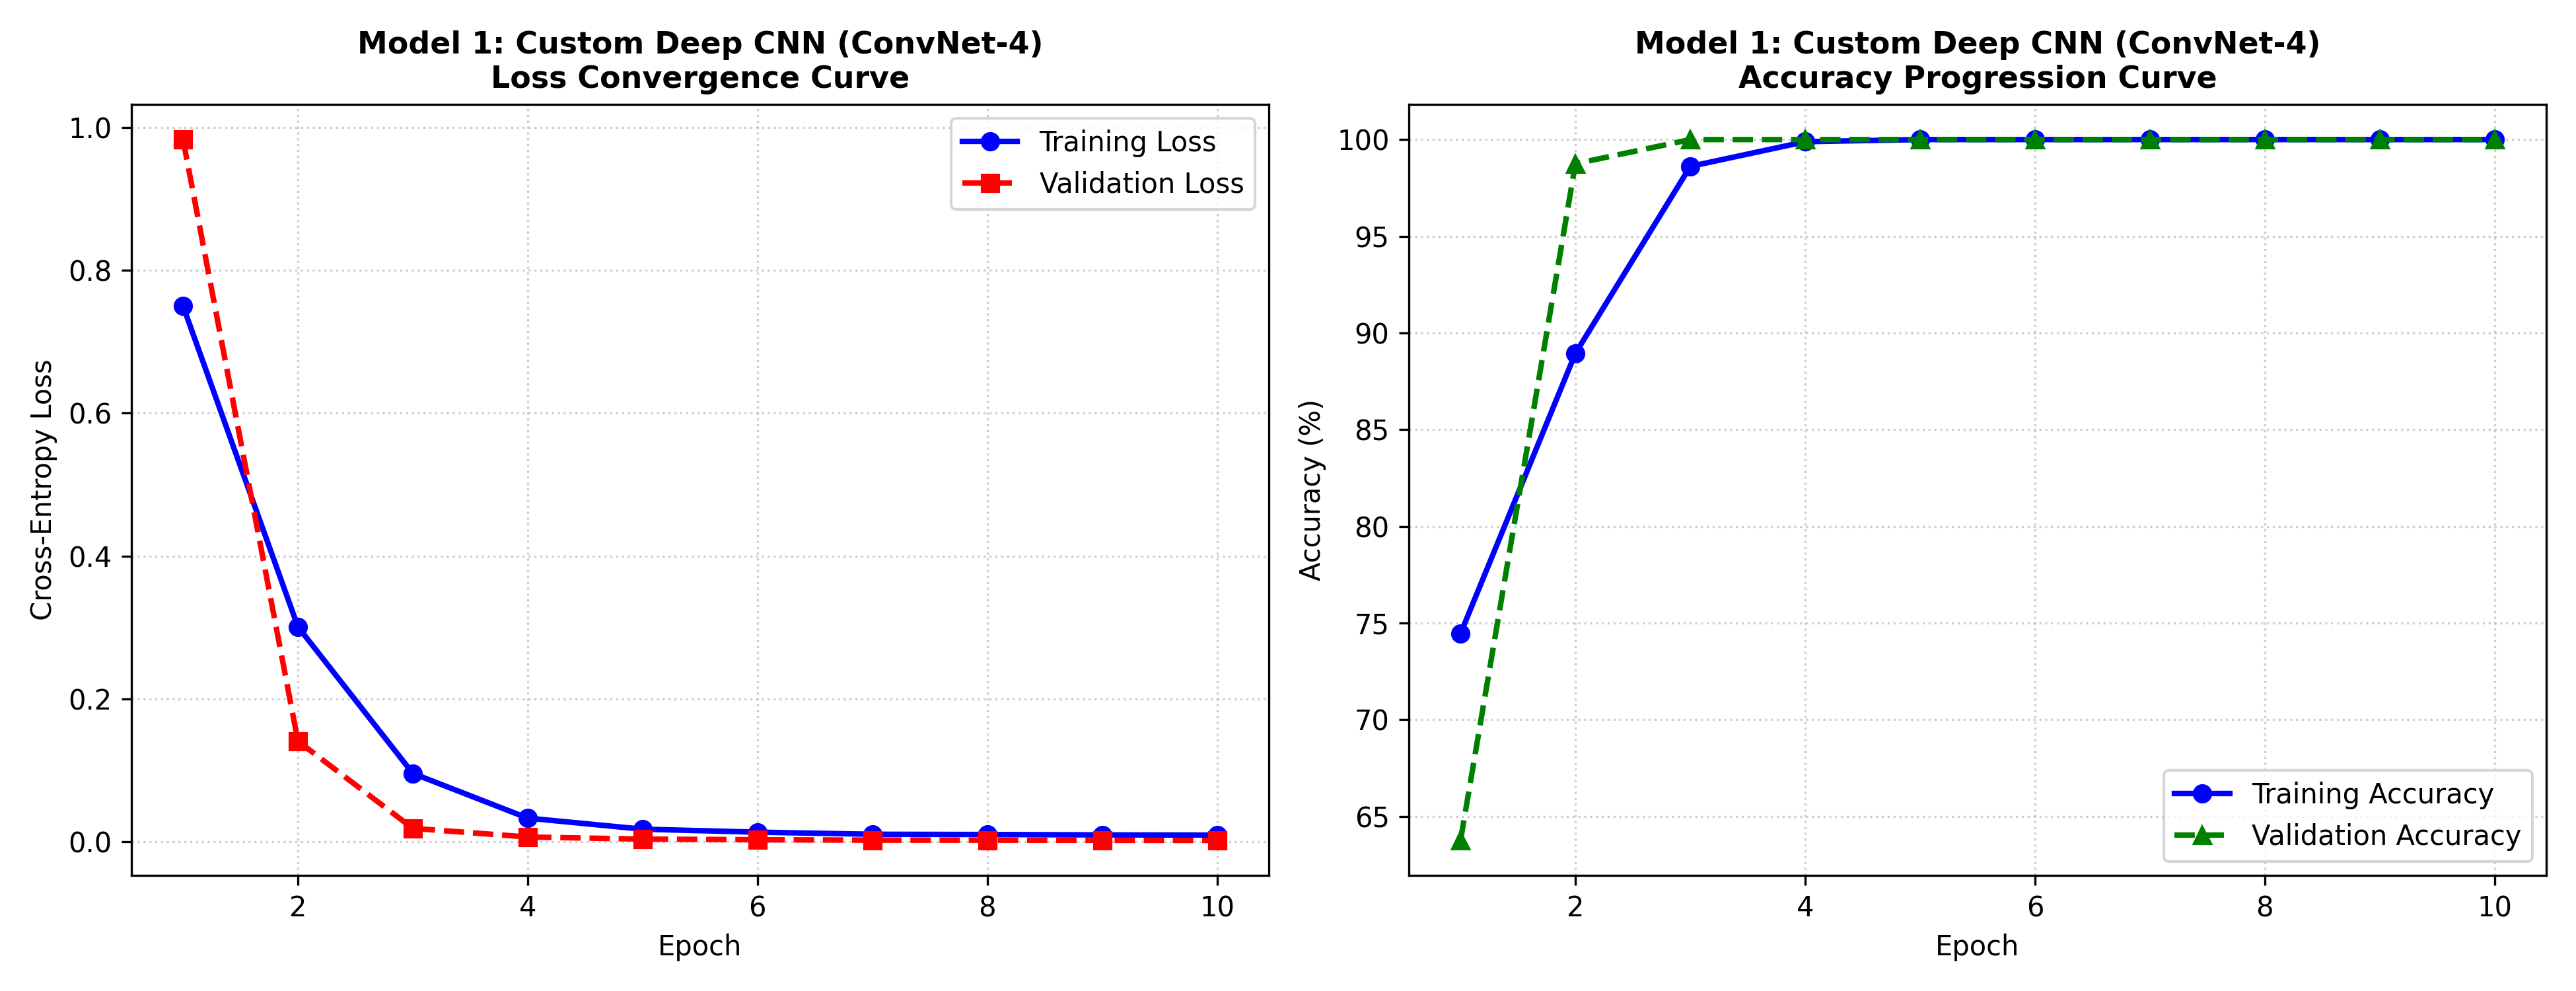 Model 1: Custom Deep CNN (ConvNet-4)
Loss Convergence Curve
1.0
0.8
0.6
0.4
0.2
0.0
Cross-Entropy Loss
Training Loss
Validation Loss
2 4 6 8 10
Epoch
Model 1: Custom Deep CNN (ConvNet-4)
Accuracy Progression Curve
100
95
90
85
80
75
70
65
Accuracy (%)
Training Accuracy
Validation Accuracy
2 4 6 8 10
Epoch